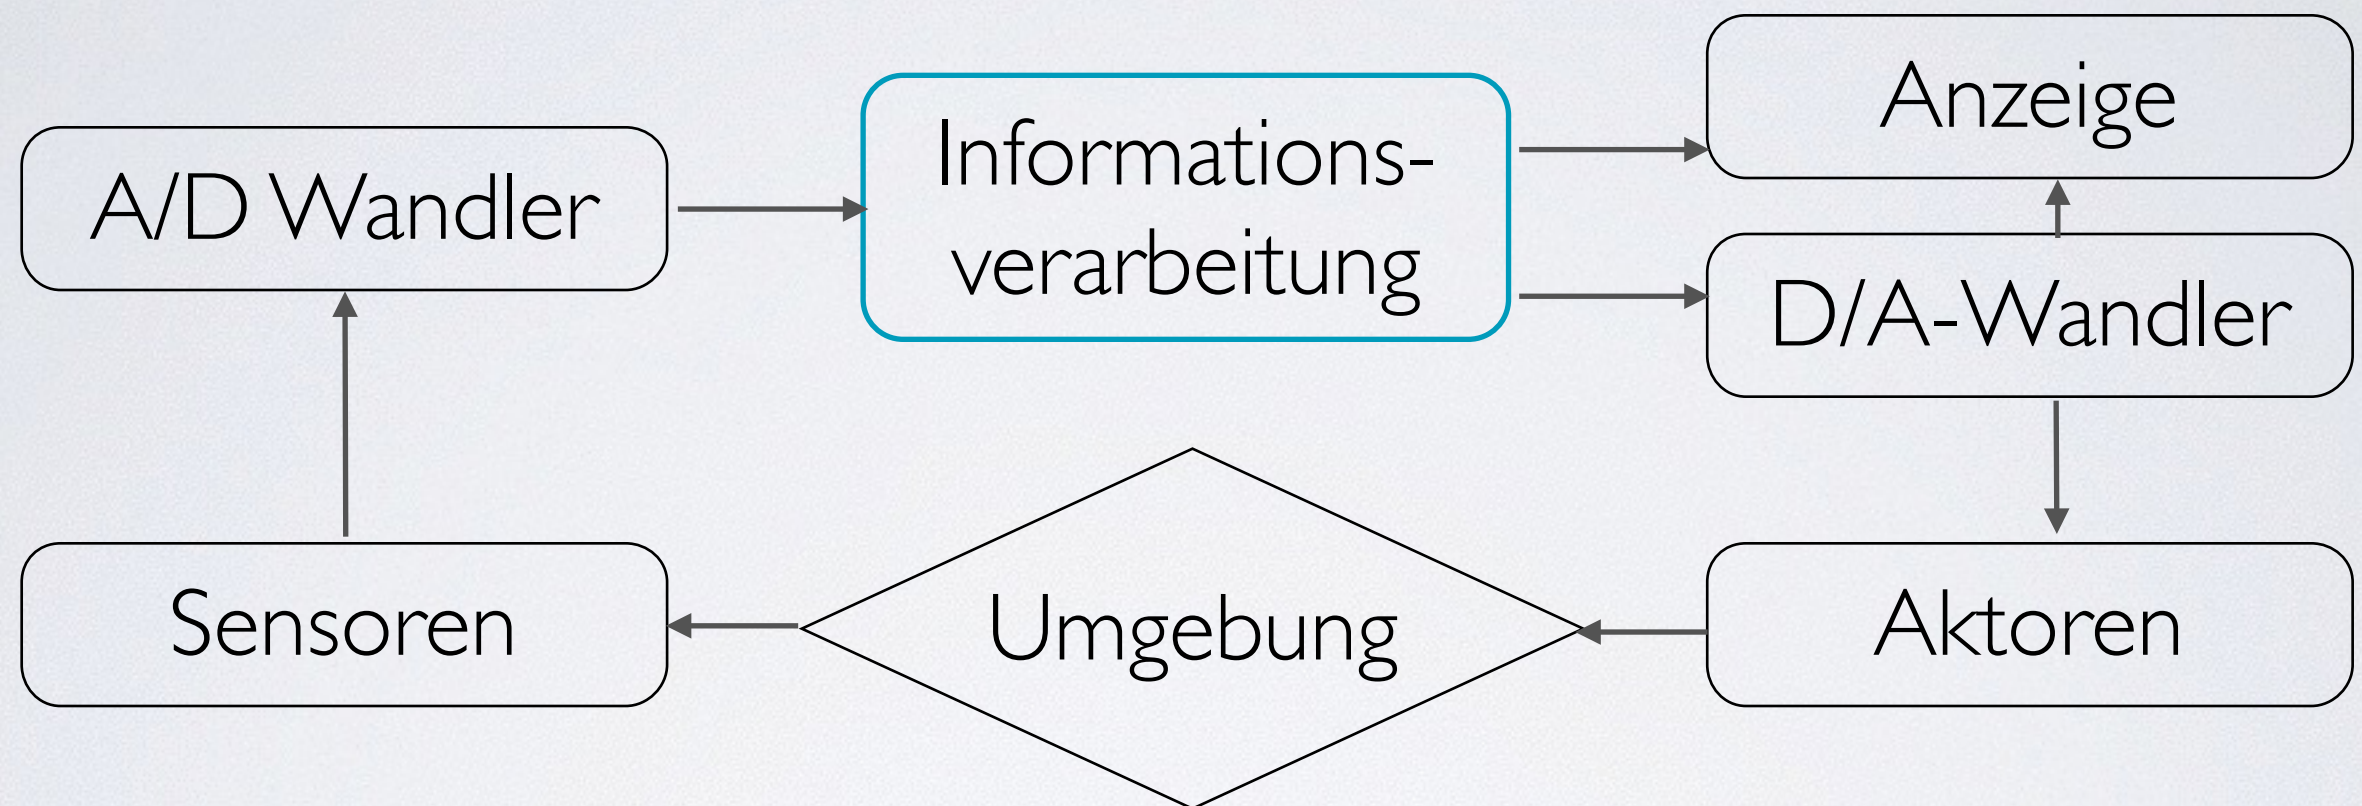 Anzeige
A/D Wandler
Informations-
verarbeitung
D/A-Wandler
Sensoren
Umgebung
Aktoren